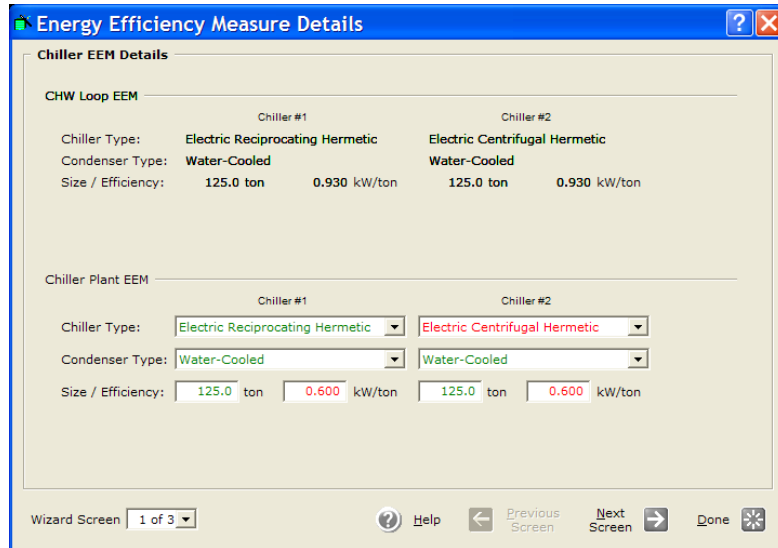 Energy Efficiency Measure Details
Chiller EEM Details
CHW Loop EEM
Chiller #1 Chiller #2
Chiller Type: Electric Reciprocating Hermetic Electric Centrifugal Hermetic
Condenser Type: Water-Cooled Water-Cooled
Size / Efficiency: 125.0 ton 0.930 kW/ton 125.0 ton 0.930 kW/ton
Chiller Plant EEM
Chiller #1 Chiller #2
Chiller Type: Electric Reciprocating Hermetic Electric Centrifugal Hermetic
Condenser Type: Water-Cooled Water-Cooled
Size / Efficiency: 125.0 ton 0.600 kW/ton 125.0 ton 0.600 kW/ton
Wizard Screen 1 of 3 Help Previous Screen Next Screen Done